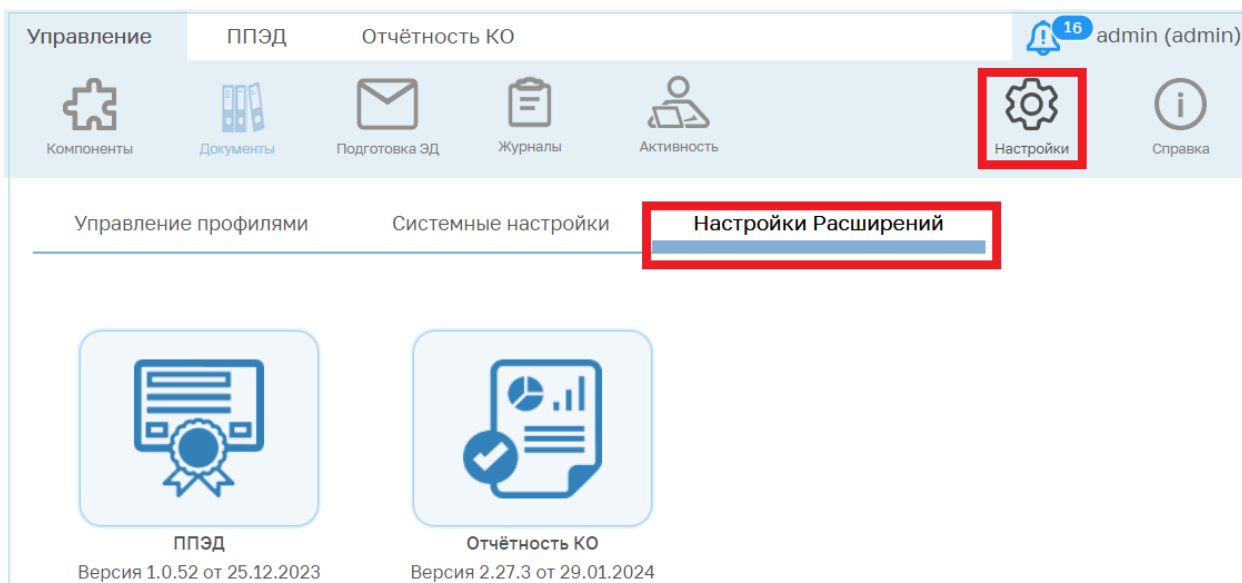 Управление ППЭД Отчётность КО 16 admin (admin)
Компоненты Документы Подготовка ЭД Журналы Активность Настройки Справка
Управление профилями Системные настройки Настройки Расширений
ППЭД Отчётность КО
Версия 1.0.52 от 25.12.2023 Версия 2.27.3 от 29.01.2024